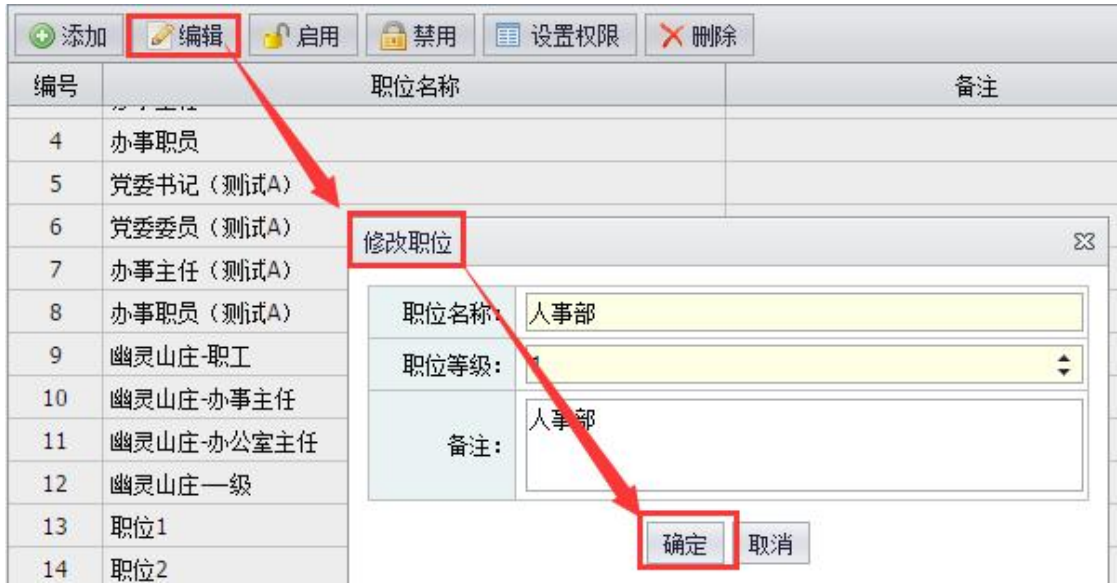 添加 编辑 启用 禁用 设置权限 删除
编号 职位名称 备注
4 办事职员
5 党委书记（测试A）
6 党委委员（测试A）
7 办事主任（测试A）
8 办事职员（测试A）
9 幽灵山庄-职工
10 幽灵山庄-办事主任
11 幽灵山庄-办公室主任
12 幽灵山庄一级
13 职位1
14 职位2
修改职位
职位名称： 人事部
职位等级：
备注： 人事部
确定 取消